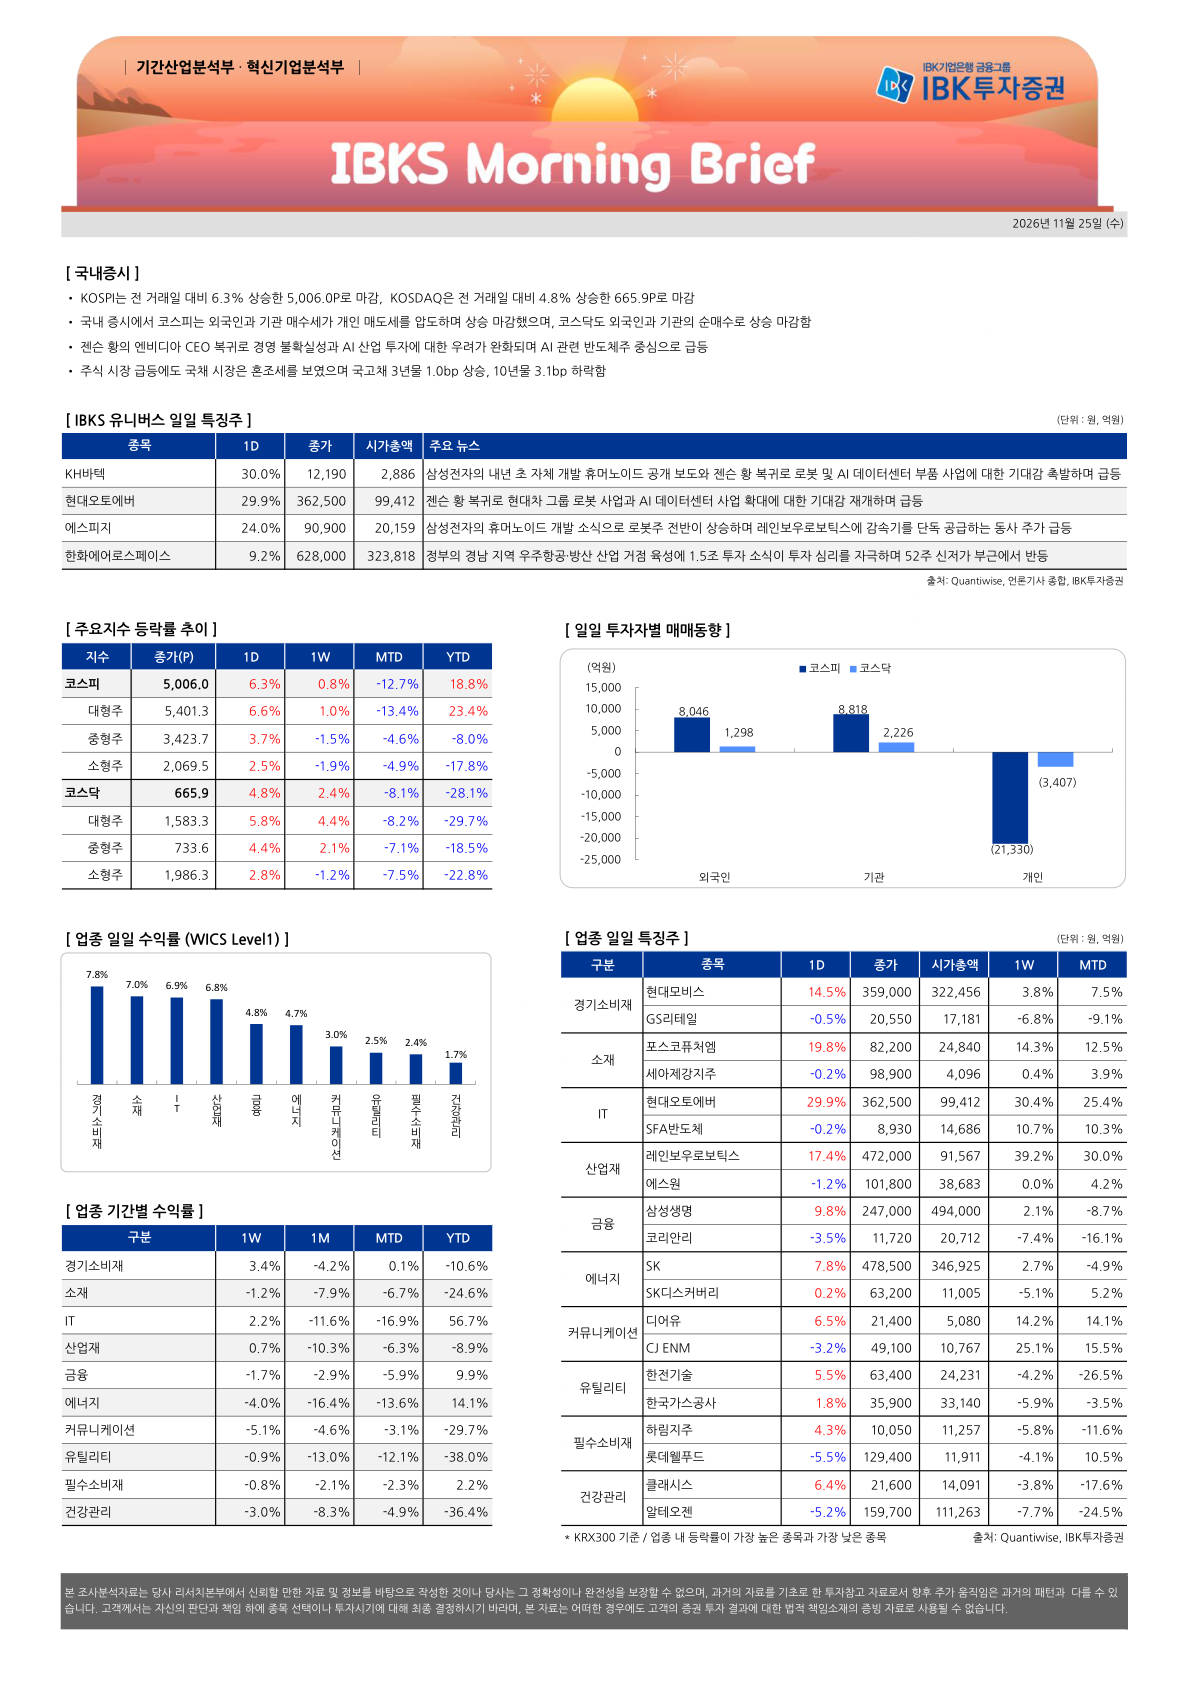 기간산업분석부 · 혁신기업분석부
IBK기업은행 금융그룹
IBK투자증권
IBKS Morning Brief
2026년 11월 25일 (수)
[ 국내증시 ]
• KOSPI는 전 거래일 대비 6.3% 상승한 5,006.0P로 마감, KOSDAQ은 전 거래일 대비 4.8% 상승한 665.9P로 마감
• 국내 증시에서 코스피는 외국인과 기관 매수세가 개인 매도세를 압도하며 상승 마감했으며, 코스닥도 외국인과 기관의 순매수로 상승 마감함
• 젠슨 황의 엔비디아 CEO 복귀로 경영 불확실성과 AI 산업 투자에 대한 우려가 완화되며 AI 관련 반도체주 중심으로 급등
• 주식 시장 급등에도 국채 시장은 혼조세를 보였으며 국고채 3년물 1.0bp 상승, 10년물 3.1bp 하락함
[ IBKS 유니버스 일일 특징주 ] (단위 : 원, 억원)
종목 1D 종가 시가총액 주요 뉴스
KH바텍 30.0% 12,190 2,886 삼성전자의 내년 초 자체 개발 휴머노이드 공개 보도와 젠슨 황 복귀로 로봇 및 AI 데이터센터 부품 사업에 대한 기대감 촉발하며 급등
현대오토에버 29.9% 362,500 99,412 젠슨 황 복귀로 현대차 그룹 로봇 사업과 AI 데이터센터 사업 확대에 대한 기대감 재개하며 급등
에스피지 24.0% 90,900 20,159 삼성전자의 휴머노이드 개발 소식으로 로봇주 전반이 상승하며 레인보우로보틱스에 감속기를 단독 공급하는 동사 주가 급등
한화에어로스페이스 9.2% 628,000 323,818 정부의 경남 지역 우주항공·방산 산업 거점 육성에 1.5조 투자 소식이 투자 심리를 자극하며 52주 신저가 부근에서 반등
출처: Quantiwise, 언론기사 종합, IBK투자증권
[ 주요지수 등락률 추이 ]
지수 종가(P) 1D 1W MTD YTD
코스피 5,006.0 6.3% 0.8% -12.7% 18.8%
대형주 5,401.3 6.6% 1.0% -13.4% 23.4%
중형주 3,423.7 3.7% -1.5% -4.6% -8.0%
소형주 2,069.5 2.5% -1.9% -4.9% -17.8%
코스닥 665.9 4.8% 2.4% -8.1% -28.1%
대형주 1,583.3 5.8% 4.4% -8.2% -29.7%
중형주 733.6 4.4% 2.1% -7.1% -18.5%
소형주 1,986.3 2.8% -1.2% -7.5% -22.8%
[ 일일 투자자별 매매동향 ]
(억원) 코스피 코스닥
15,000
10,000
5,000
0
-5,000
-10,000
-15,000
-20,000
-25,000
8,046 1,298 8,818 2,226 (21,330) (3,407)
외국인 기관 개인
[ 업종 일일 수익률 (WICS Level1) ]
7.8% 7.0% 6.9% 6.8% 4.8% 4.7% 3.0% 2.5% 2.4% 1.7%
경기소비재 소재 IT 산업재 금융 에너지 커뮤니케이션 유틸리티 필수소비재 건강관리
[ 업종 기간별 수익률 ]
구분 1W 1M MTD YTD
경기소비재 3.4% -4.2% 0.1% -10.6%
소재 -1.2% -7.9% -6.7% -24.6%
IT 2.2% -11.6% -16.9% 56.7%
산업재 0.7% -10.3% -6.3% -8.9%
금융 -1.7% -2.9% -5.9% 9.9%
에너지 -4.0% -16.4% -13.6% 14.1%
커뮤니케이션 -5.1% -4.6% -3.1% -29.7%
유틸리티 -0.9% -13.0% -12.1% -38.0%
필수소비재 -0.8% -2.1% -2.3% 2.2%
건강관리 -3.0% -8.3% -4.9% -36.4%
[ 업종 일일 특징주 ] (단위 : 원, 억원)
구분 종목 1D 종가 시가총액 1W MTD
경기소비재 현대모비스 14.5% 359,000 322,456 3.8% 7.5%
GS리테일 -0.5% 20,550 17,181 -6.8% -9.1%
소재 포스코퓨처엠 19.8% 82,200 24,840 14.3% 12.5%
세아제강지주 -0.2% 98,900 4,096 0.4% 3.9%
IT 현대오토에버 29.9% 362,500 99,412 30.4% 25.4%
SFA반도체 -0.2% 8,930 14,686 10.7% 10.3%
산업재 레인보우로보틱스 17.4% 472,000 91,567 39.2% 30.0%
에스원 -1.2% 101,800 38,683 0.0% 4.2%
금융 삼성생명 9.8% 247,000 494,000 2.1% -8.7%
코리안리 -3.5% 11,720 20,712 -7.4% -16.1%
에너지 SK 7.8% 478,500 346,925 2.7% -4.9%
SK디스커버리 0.2% 63,200 11,005 -5.1% 5.2%
커뮤니케이션 디어유 6.5% 21,400 5,080 14.2% 14.1%
CJ ENM -3.2% 49,100 10,767 25.1% 15.5%
유틸리티 한전기술 5.5% 63,400 24,231 -4.2% -26.5%
한국가스공사 1.8% 35,900 33,140 -5.9% -3.5%
필수소비재 하림지주 4.3% 10,050 11,257 -5.8% -11.6%
롯데웰푸드 -5.5% 129,400 11,911 -4.1% 10.5%
건강관리 클래시스 6.4% 21,600 14,091 -3.8% -17.6%
알테오젠 -5.2% 159,700 111,263 -7.7% -24.5%
* KRX300 기준 / 업종 내 등락률이 가장 높은 종목과 가장 낮은 종목 출처: Quantiwise, IBK투자증권
본 조사분석자료는 당사 리서치본부에서 신뢰할 만한 자료 및 정보를 바탕으로 작성한 것이나 당사는 그 정확성이나 완전성을 보장할 수 없으며, 과거의 자료를 기초로 한 투자참고 자료로서 향후 주가 움직임은 과거의 패턴과 다를 수 있
습니다. 고객께서는 자신의 판단과 책임 하에 종목 선택이나 투자시기에 대해 최종 결정하시기 바라며, 본 자료는 어떠한 경우에도 고객의 증권 투자 결과에 대한 법적 책임소재의 증빙 자료로 사용될 수 없습니다.